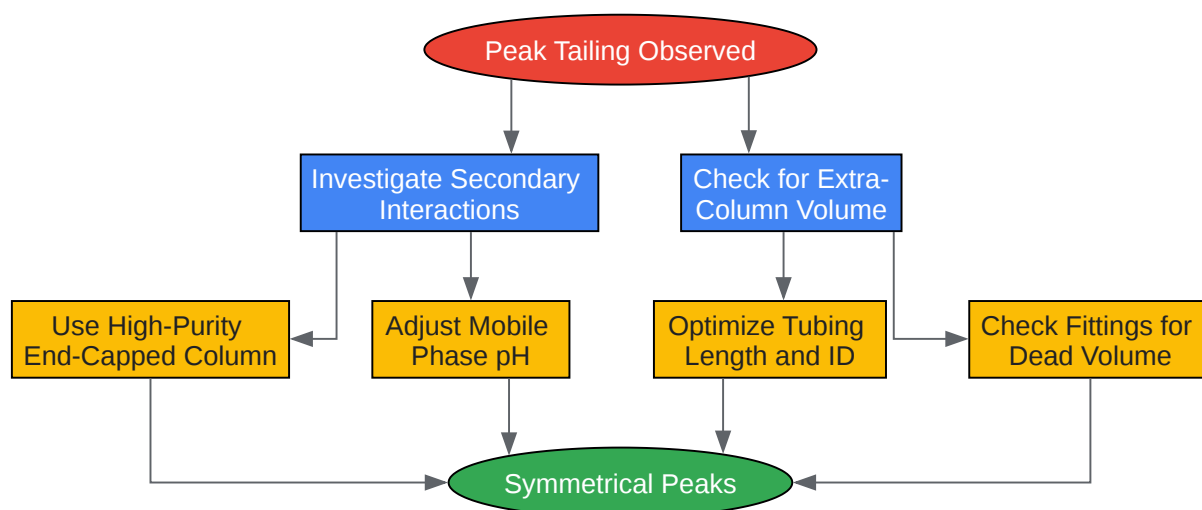 Peak Tailing Observed
Investigate Secondary
Interactions
Check for Extra-
Column Volume
Use High-Purity
End-Capped Column
Adjust Mobile
Phase pH
Optimize Tubing
Length and ID
Check Fittings for
Dead Volume
Symmetrical Peaks